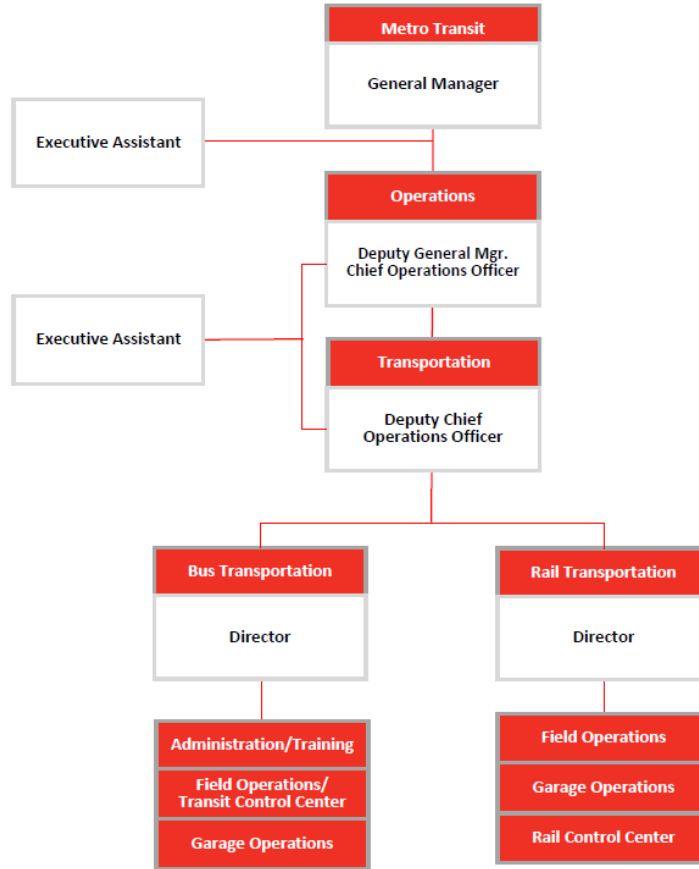 Metro Transit
General Manager
Executive Assistant
Operations
Deputy General Mgr.
Chief Operations Officer
Executive Assistant
Transportation
Deputy Chief
Operations Officer
Bus Transportation
Director
Rail Transportation
Director
Administration/Training
Field Operations/
Transit Control Center
Garage Operations
Field Operations
Garage Operations
Rail Control Center